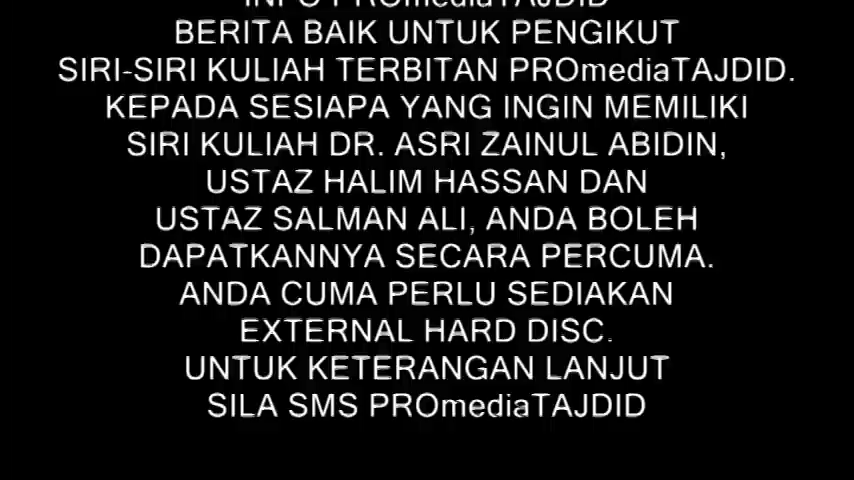 INFO PROmediaTAJDID
BERITA BAIK UNTUK PENGIKUT
SIRI-SIRI KULIAH TERBITAN PROmediaTAJDID.
KEPADA SESIAPA YANG INGIN MEMILIKI
SIRI KULIAH DR. ASRI ZAINUL ABIDIN,
USTAZ HALIM HASSAN DAN
USTAZ SALMAN ALI, ANDA BOLEH
DAPATKANNYA SECARA PERCUMA.
ANDA CUMA PERLU SEDIAKAN
EXTERNAL HARD DISC.
UNTUK KETERANGAN LANJUT
SILA SMS PROmediaTAJDID